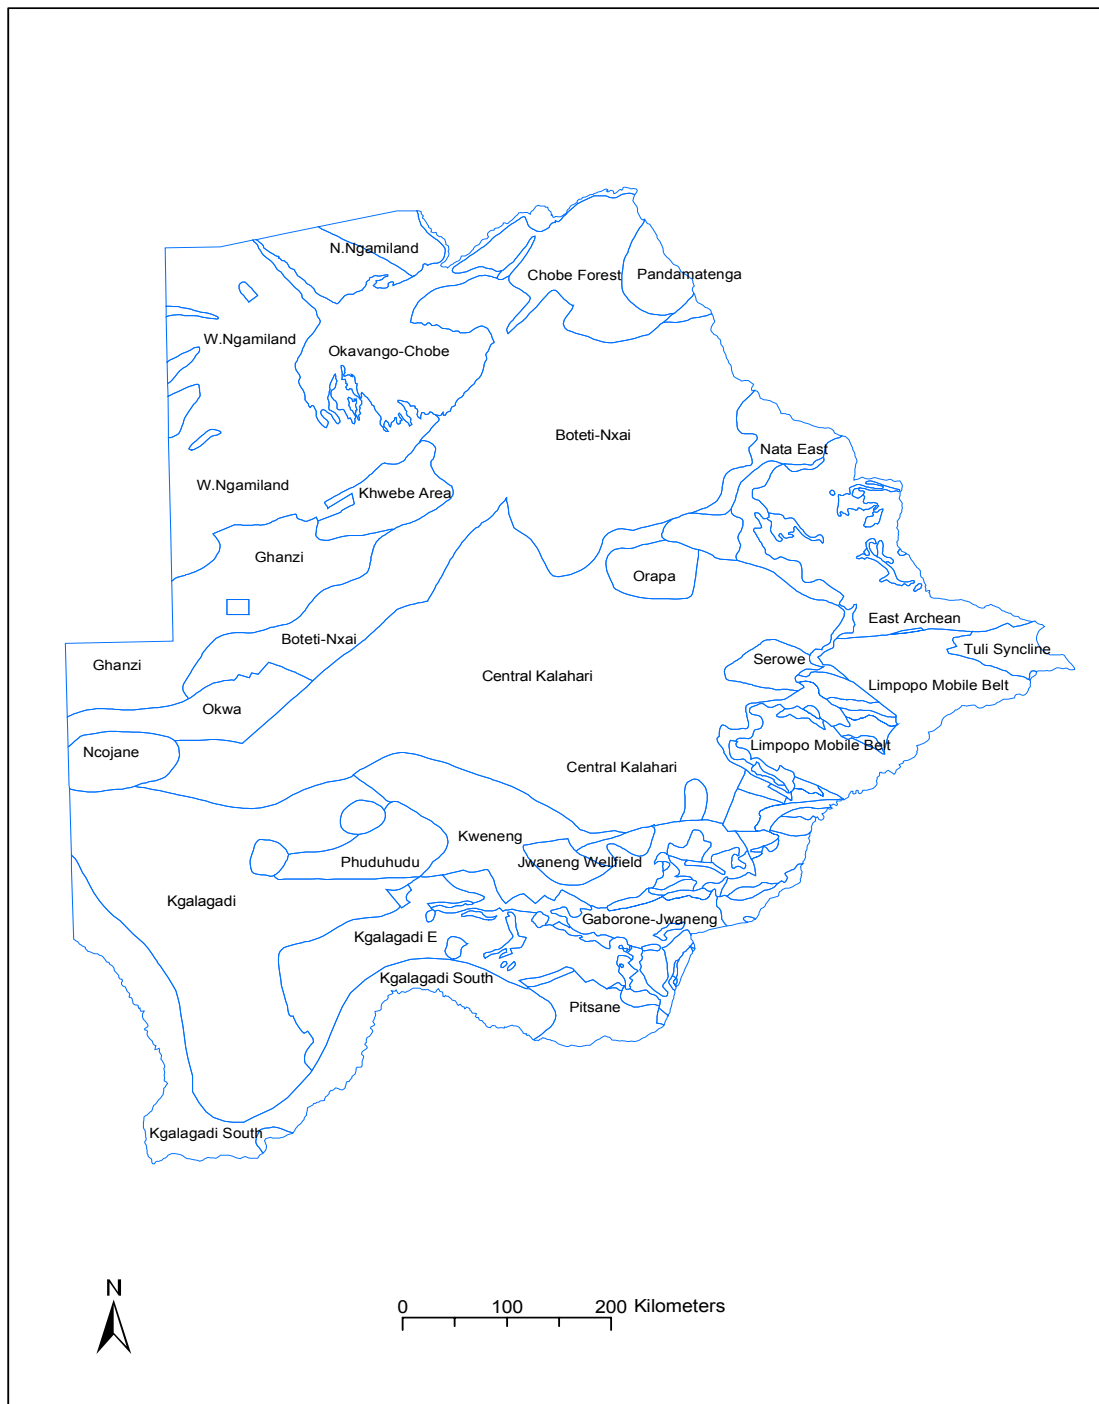 N.Ngamiland
Chobe Forest
Pandamatenga
W.Ngamiland
Okavango-Chobe
Boteti-Nxai
Nata East
W.Ngamiland
Khwebe Area
Ghanzi
Orapa
East Archean
Boteti-Nxai
Tuli Syncline
Ghanzi
Serowe
Central Kalahari
Limpopo Mobile Belt
Okwa
Ncojane
Limpopo Mobile Belt
Central Kalahari
Kweneng
Phuduhudu
Jwaneng Wellfield
Kgalagadi
Gaborone-Jwaneng
Kgalagadi E
Kgalagadi South
Pitsane
Kgalagadi South
N
0 100 200 Kilometers